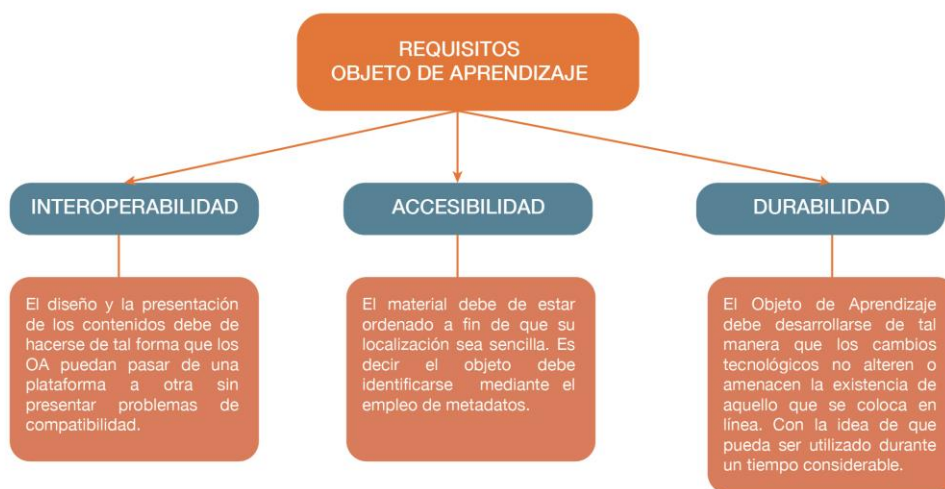 REQUISITOS
OBJETO DE APRENDIZAJE
INTEROPERABILIDAD
El diseño y la presentación
de los contenidos debe de
hacerse de tal forma que los
OA puedan pasar de una
plataforma a otra sin
presentar problemas de
compatibilidad.
ACCESIBILIDAD
El material debe de estar
ordenado a fin de que su
localización sea sencilla. Es
decir el objeto debe
identificarse mediante el
empleo de metadatos.
DURABILIDAD
El Objeto de Aprendizaje
debe desarrollarse de tal
manera que los cambios
tecnológicos no alteren o
amenacen la existencia de
aquello que se coloca en
línea. Con la idea de que
pueda ser utilizado durante
un tiempo considerable.